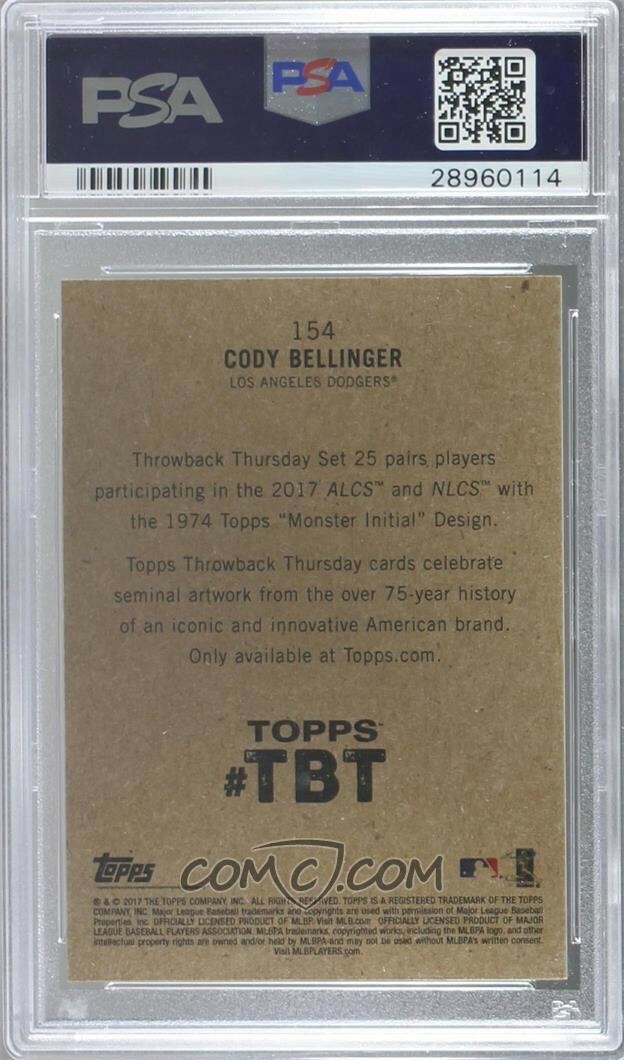 PSA
PSA
28960114
154
CODY BELLINGER
LOS ANGELES DODGERS®
Throwback Thursday Set 25 pairs players
participating in the 2017 ALCS™ and NLCS™ with
the 1974 Topps "Monster Initial" Design.
Topps Throwback Thursday cards celebrate
seminal artwork from the over 75-year history
of an iconic and innovative American brand.
Only available at Topps.com.
TOPPS™
#TBT
topps
COMC.COM
® & © 2017 THE TOPPS COMPANY, INC. ALL RIGHTS RESERVED. TOPPS IS A REGISTERED TRADEMARK OF THE TOPPS
COMPANY, INC. Major League Baseball trademarks and copyrights are used with permission of Major League Baseball
Properties, Inc. OFFICIALLY LICENSED PRODUCT OF MLBP. Visit MLB.com OFFICIALLY LICENSED PRODUCT OF MAJOR
LEAGUE BASEBALL PLAYERS ASSOCIATION. MLBPA trademarks, copyrighted works, including the MLBPA logo, and other
intellectual property rights are owned and/or held by MLBPA and may not be used without MLBPA's written consent.
Visit MLBPLAYERS.com.
PSA